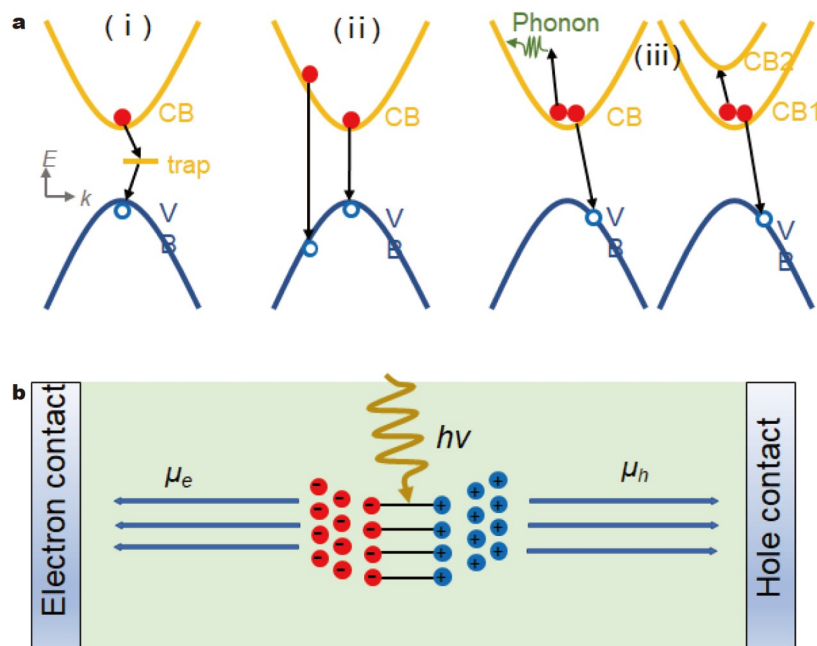 a
(i)
(ii)
Phonon
(iii)
CB2
CB
CB
CB
CB1
trap
E
k
V
B
V
B
V
B
V
B
b
Electron contact
hν
μe
μh
Hole contact